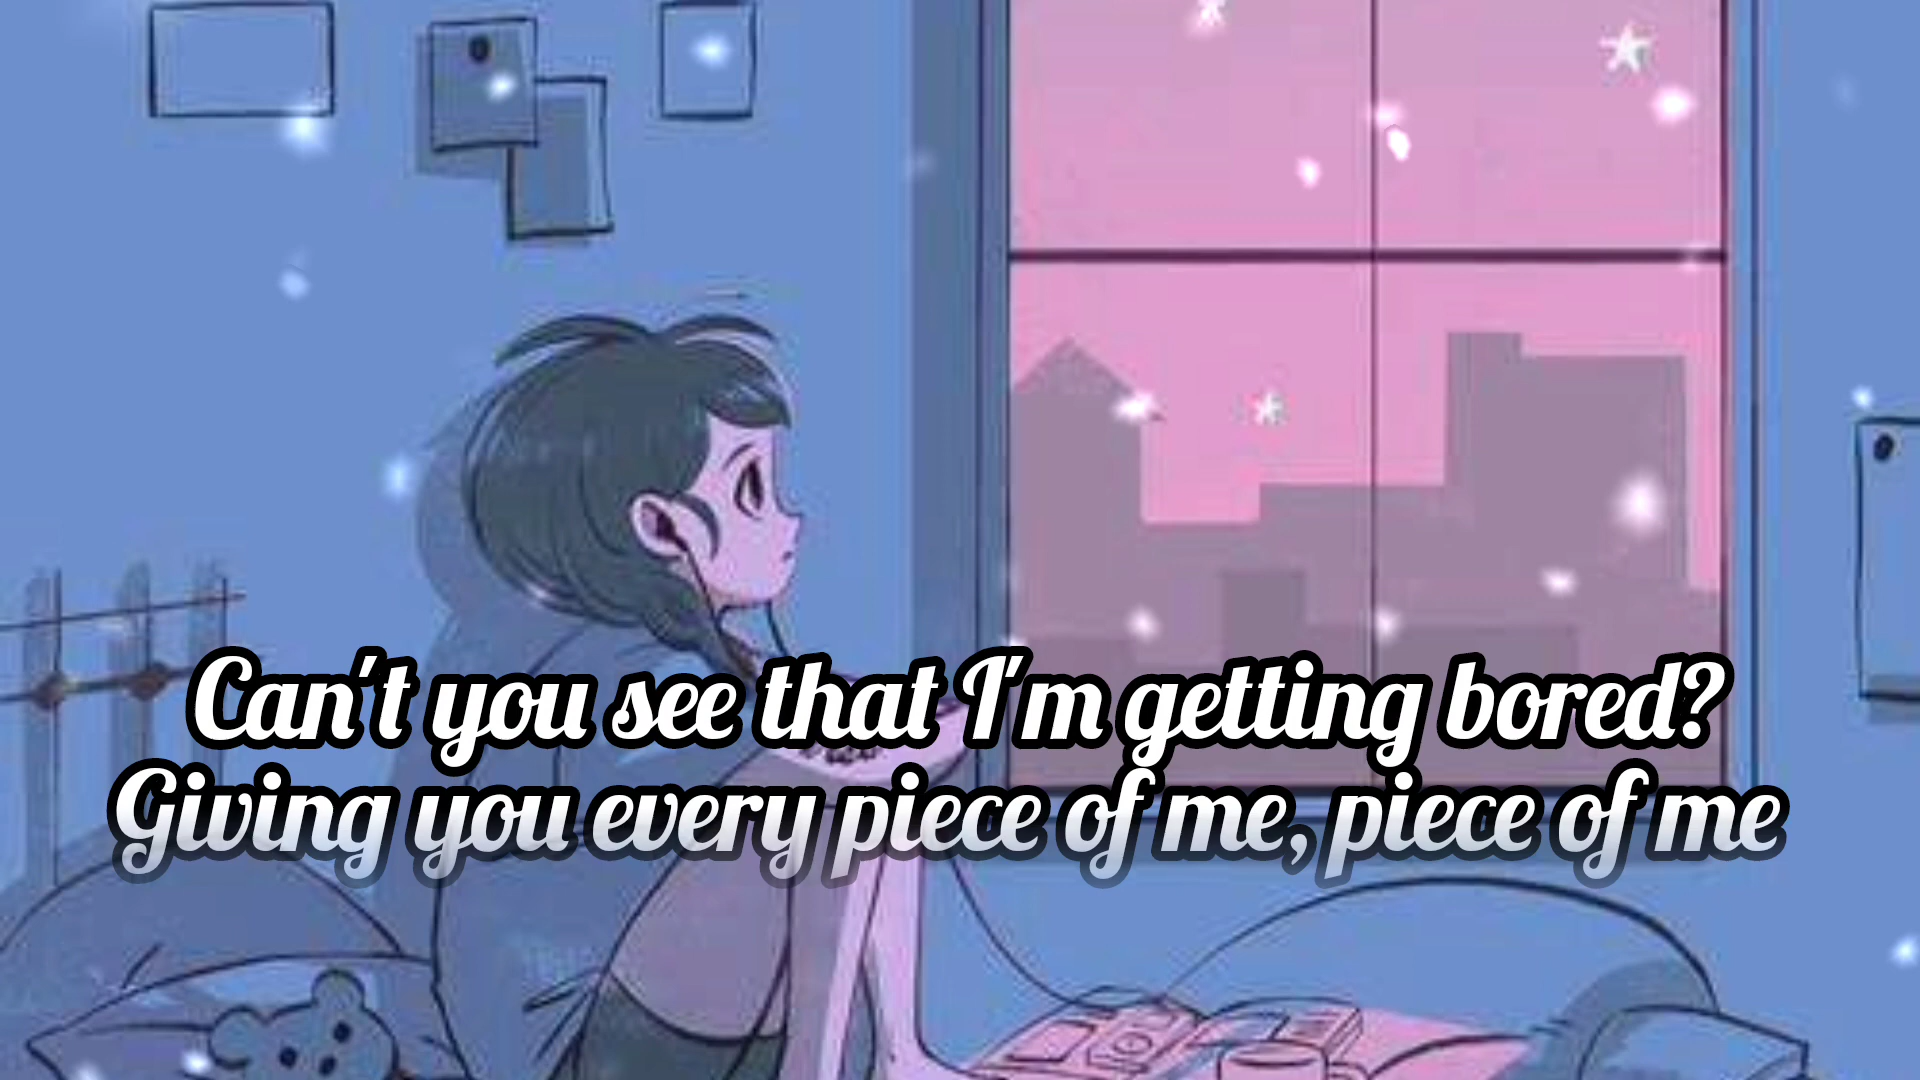 Can't you see that I'm getting bored?
Giving you every piece of me, piece of me